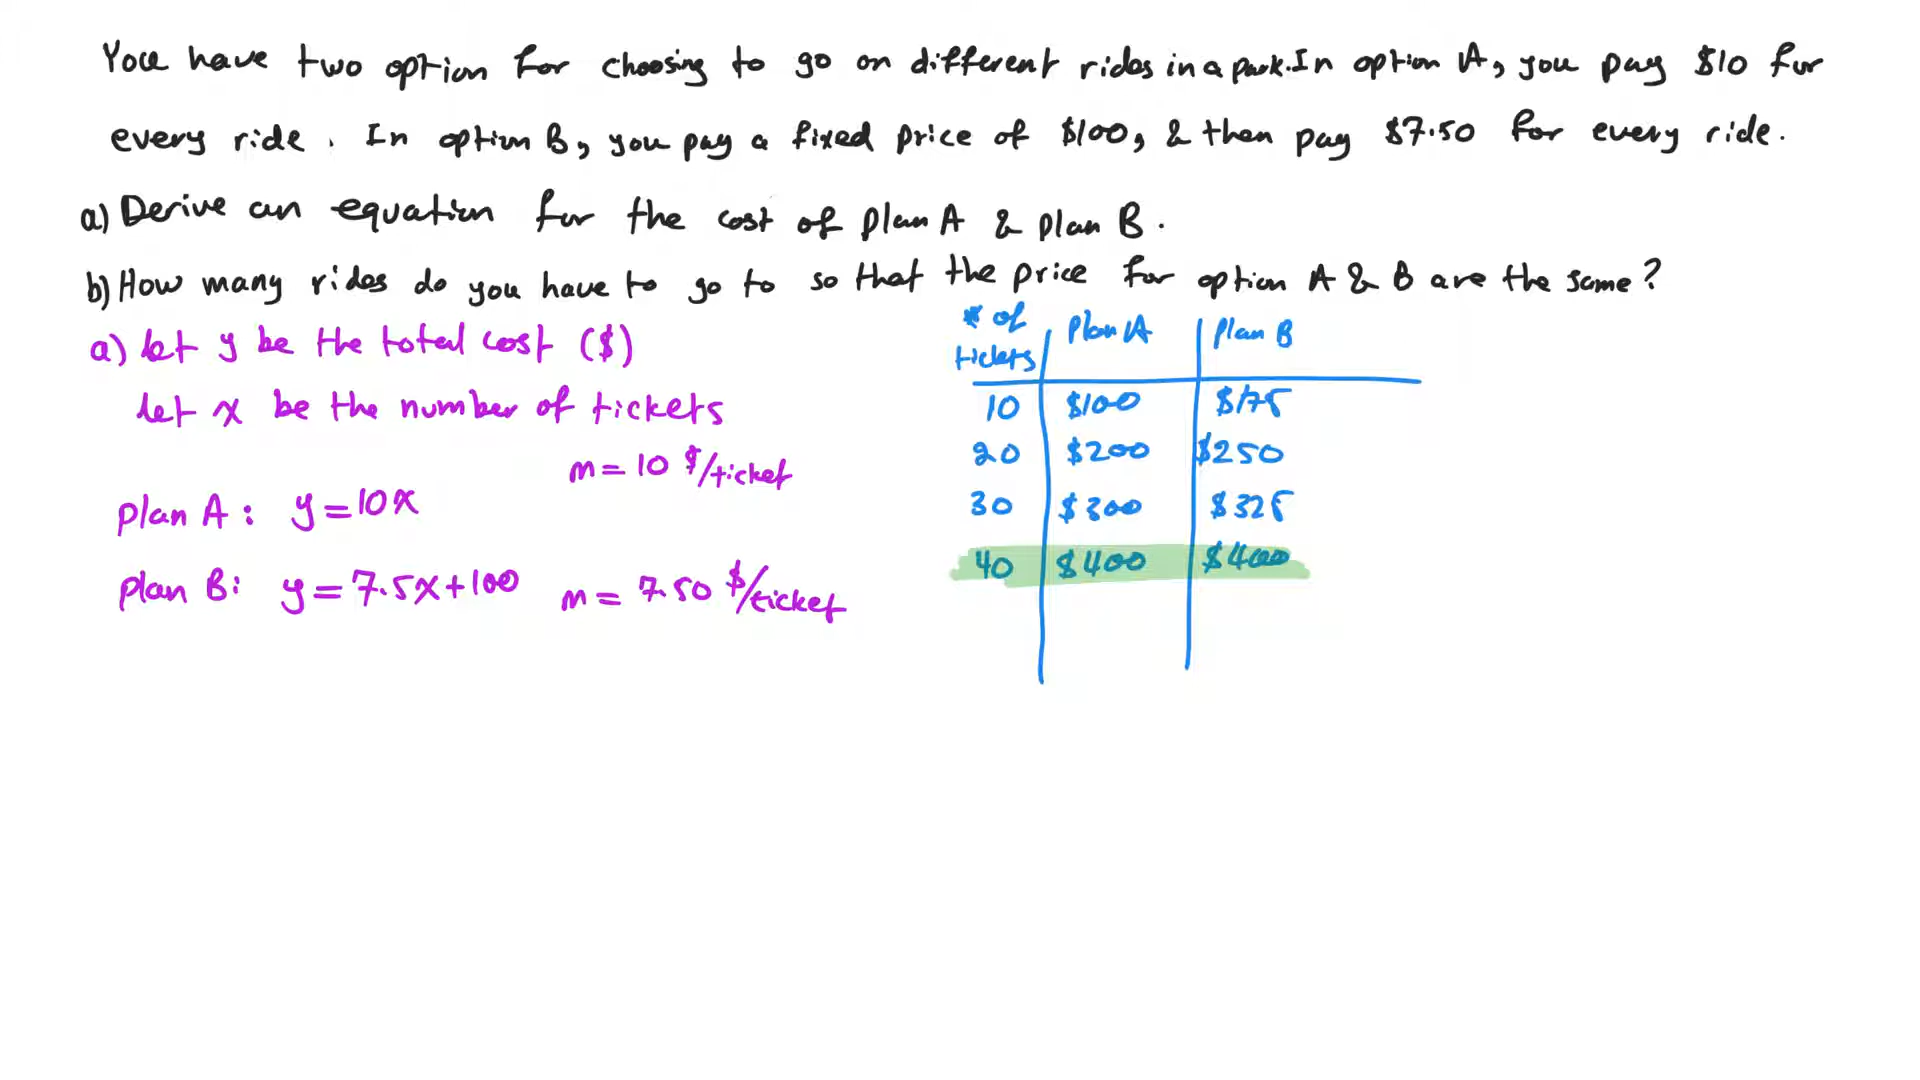 You have two option for choosing to go on different rides in a park. In option A, you pay $10 for
every ride. In option B, you pay a fixed price of $100, & then pay $7.50 for every ride.
a) Derive an equation for the cost of plan A & plan B.
b) How many rides do you have to go to so that the price for option A & B are the same?
a) let y be the total cost ($)
let x be the number of tickets
m = 10 $/ticket
plan A: y = 10x
plan B: y = 7.5x + 100 m = 7.50 $/ticket
# of tickets Plan A Plan B
10 $100 $175
20 $200 $250
30 $300 $325
40 $400 $400